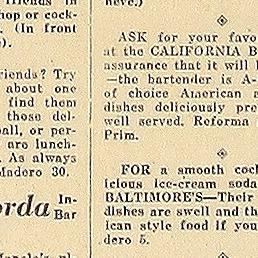 friends in
hop or cock-
. (In front
).
riends? Try
about one
find them
those del-
all, or per-
are lunch-
As always
Madero 30.
orda In-
Bar
here.)
ASK for your favo
at the CALIFORNIA B
assurance that it will
—the bartender is A-
of choice American a
dishes deliciously pre
well served. Reforma
Prim.
FOR a smooth cock
icious ice-cream soda
BALTIMORE'S—Their
dishes are swell and th
ican style food if you
dero 5.